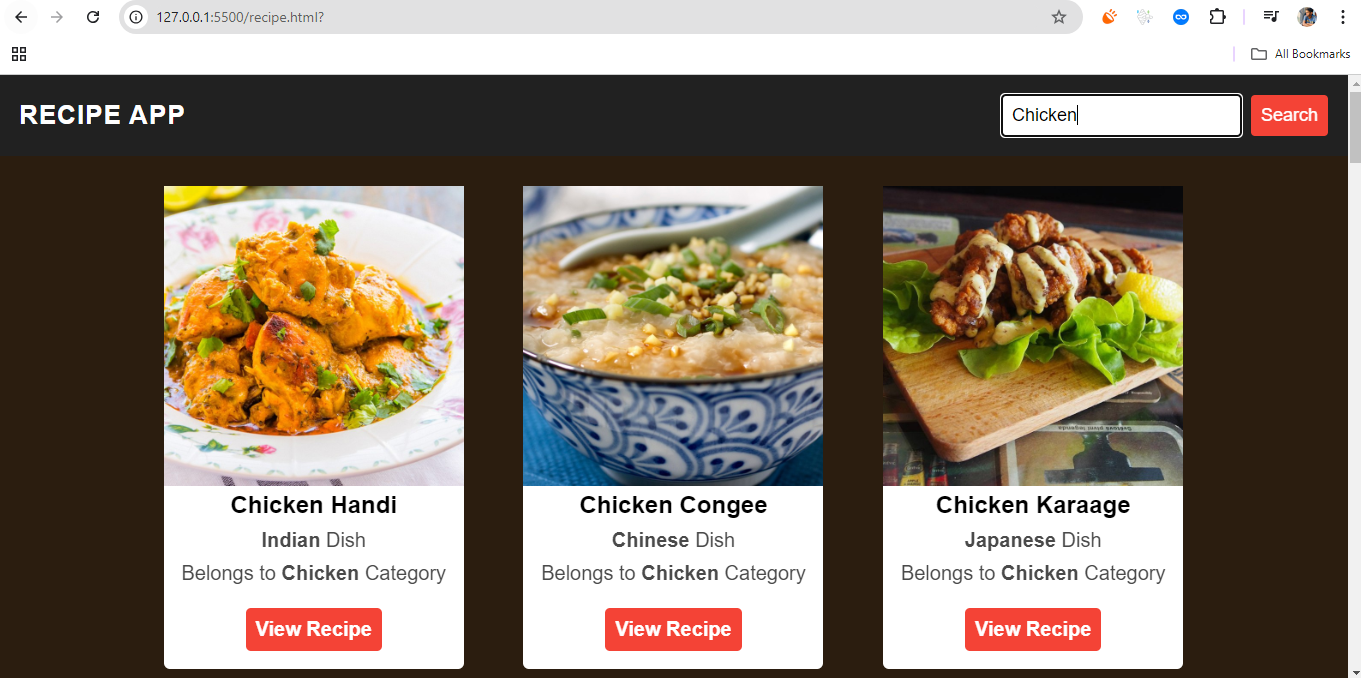 127.0.0.1:5500/recipe.html?
All Bookmarks
RECIPE APP
Chicken
Search
Chicken Handi
Indian Dish
Belongs to Chicken Category
View Recipe
Chicken Congee
Chinese Dish
Belongs to Chicken Category
View Recipe
Chicken Karaage
Japanese Dish
Belongs to Chicken Category
View Recipe